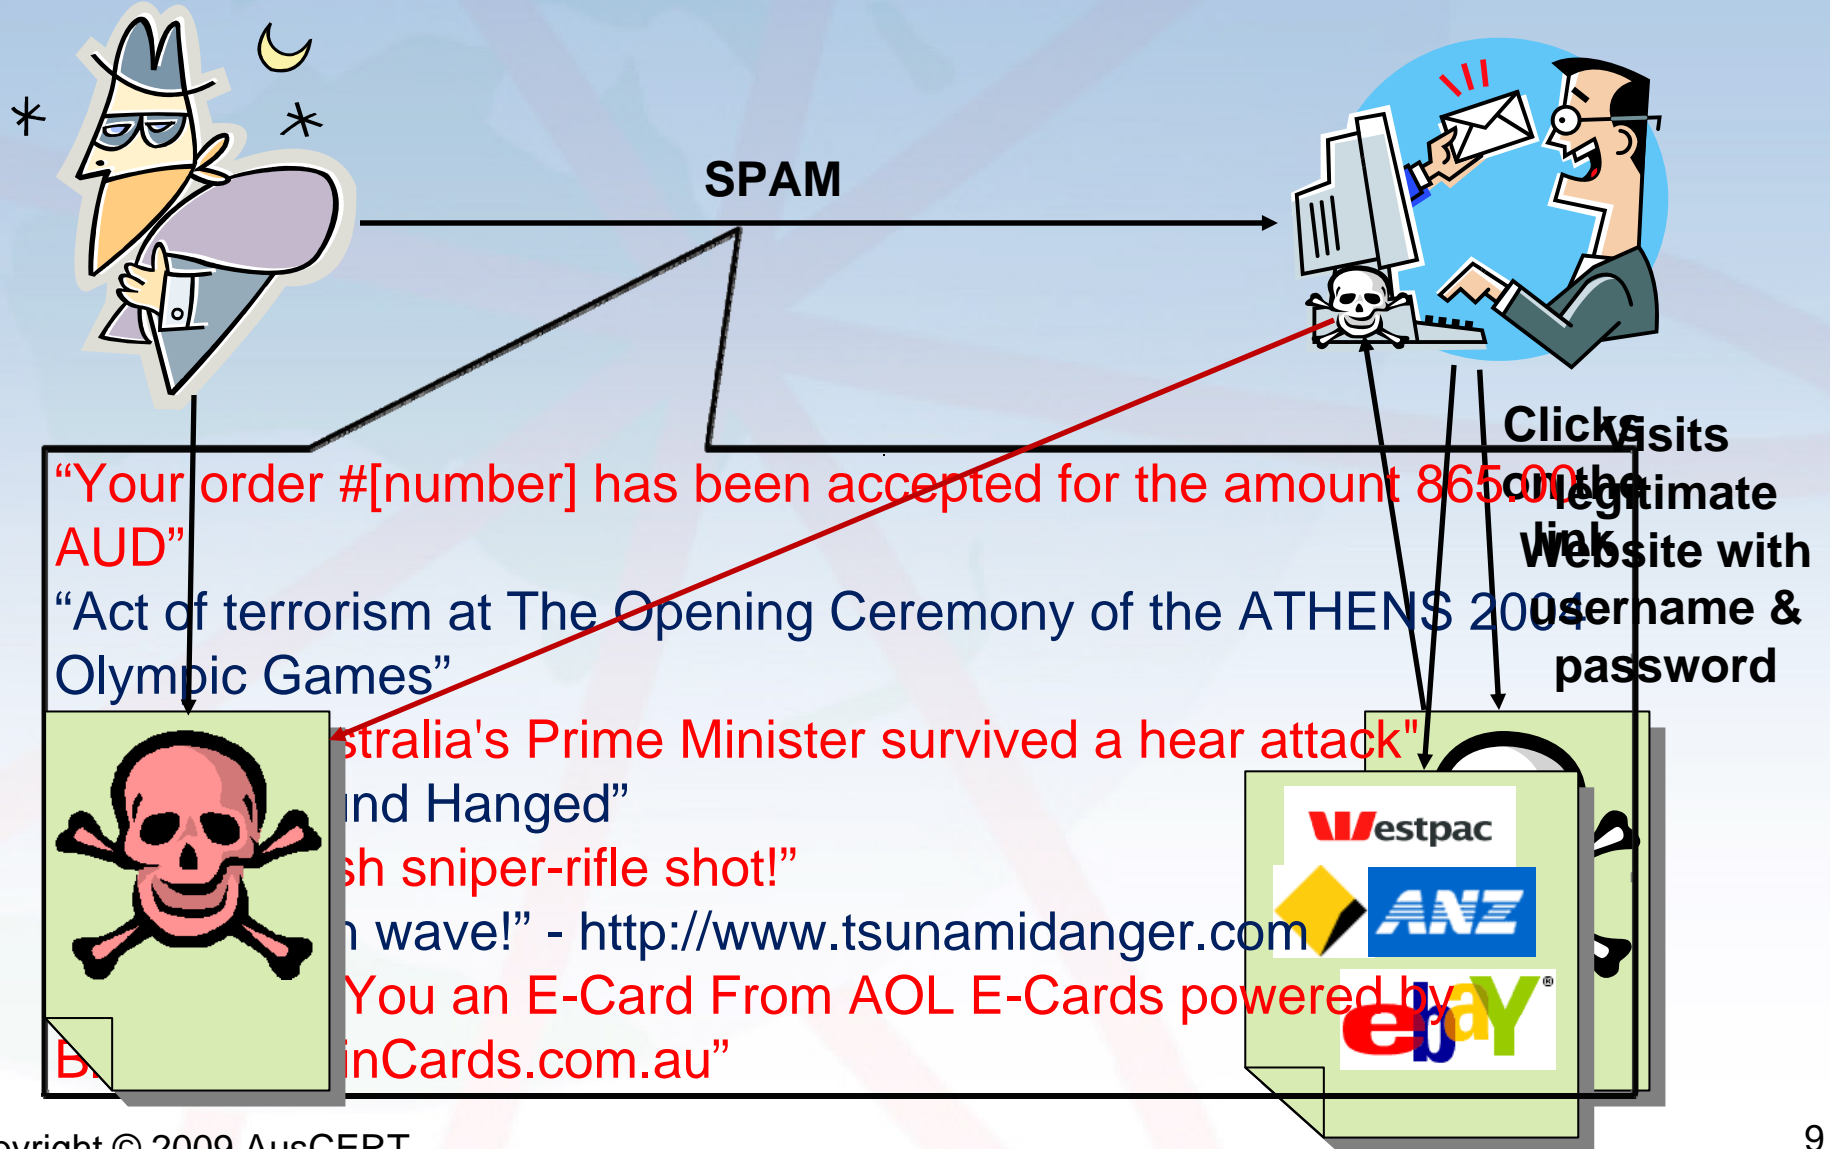 SPAM
Clicks
on the
link
Visits
legitimate
Website with
username &
password
“Your order #[number] has been accepted for the amount 865.00
AUD”
“Act of terrorism at The Opening Ceremony of the ATHENS 2004
Olympic Games”
stralia's Prime Minister survived a hear attack"
und Hanged”
sh sniper-rifle shot!”
n wave!” - http://www.tsunamidanger.com
You an E-Card From AOL E-Cards powered by
B
inCards.com.au”
Westpac
ANZ
ebaY®
pyright © 2009 AusCERT
9